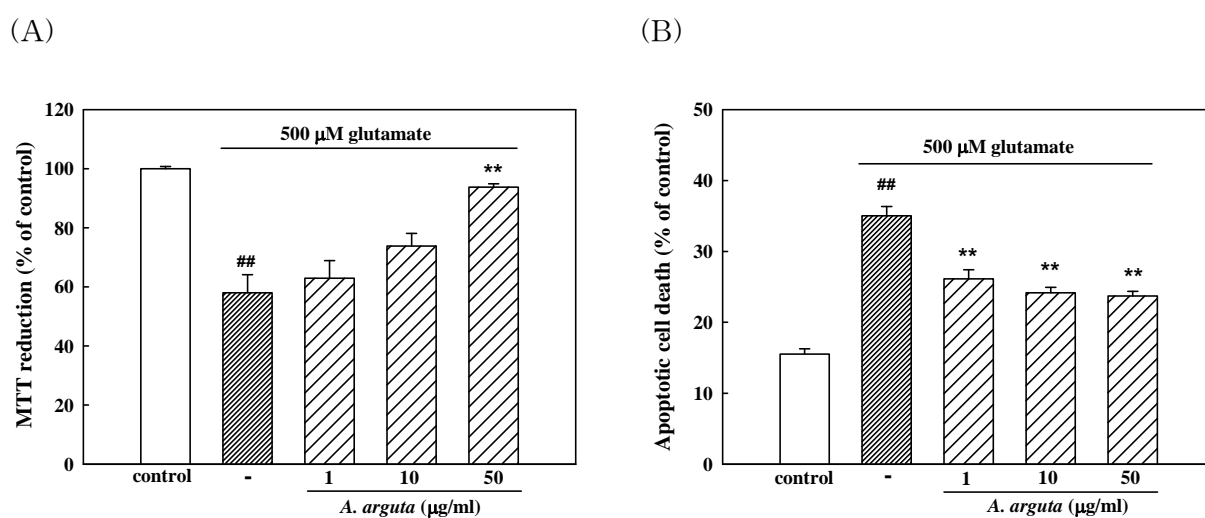 (A)
MTT reduction (% of control)
120
100
80
60
40
20
0
500 μM glutamate
##
**
control
-
1
10
50
A. arguta (μg/ml)
(B)
Apoptotic cell death (% of control)
50
40
30
20
10
0
500 μM glutamate
##
**
**
**
control
-
1
10
50
A. arguta (μg/ml)